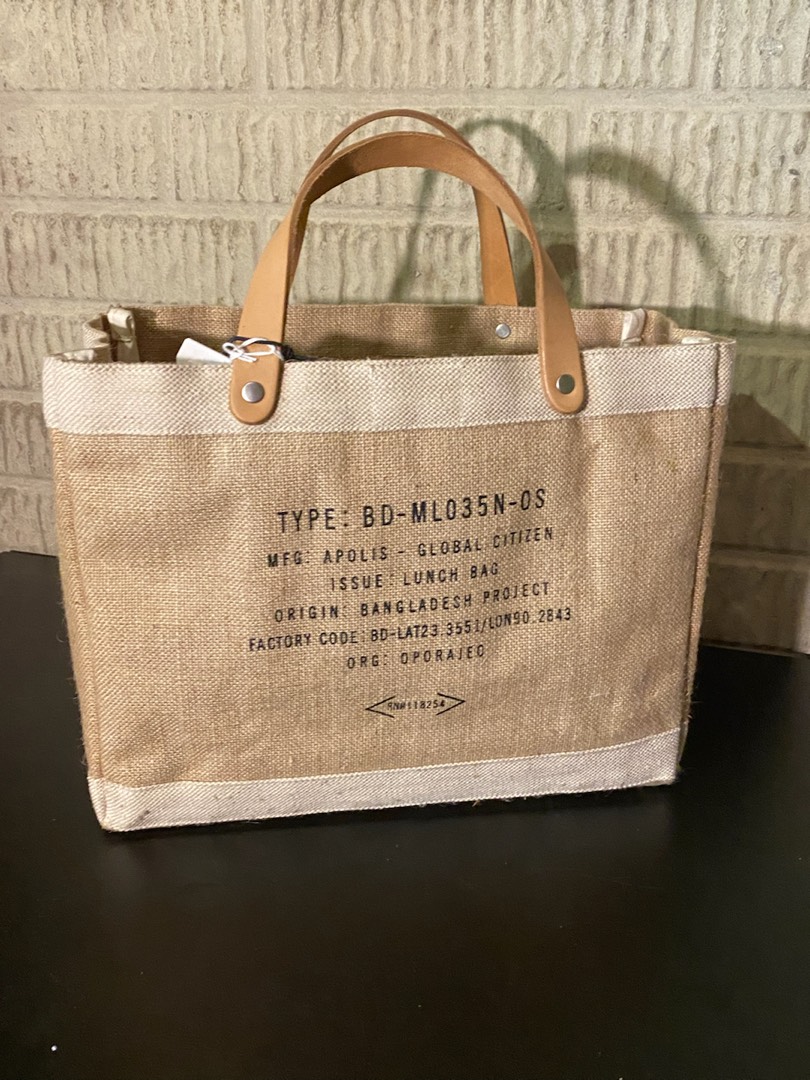 TYPE: BD-ML035N-OS
MFG: APOLIS - GLOBAL CITIZEN
ISSUE: LUNCH BAG
ORIGIN: BANGLADESH PROJECT
FACTORY CODE: BD-LAT23.3551/LON90.2843
ORG: OPORAJEO
RN#118254